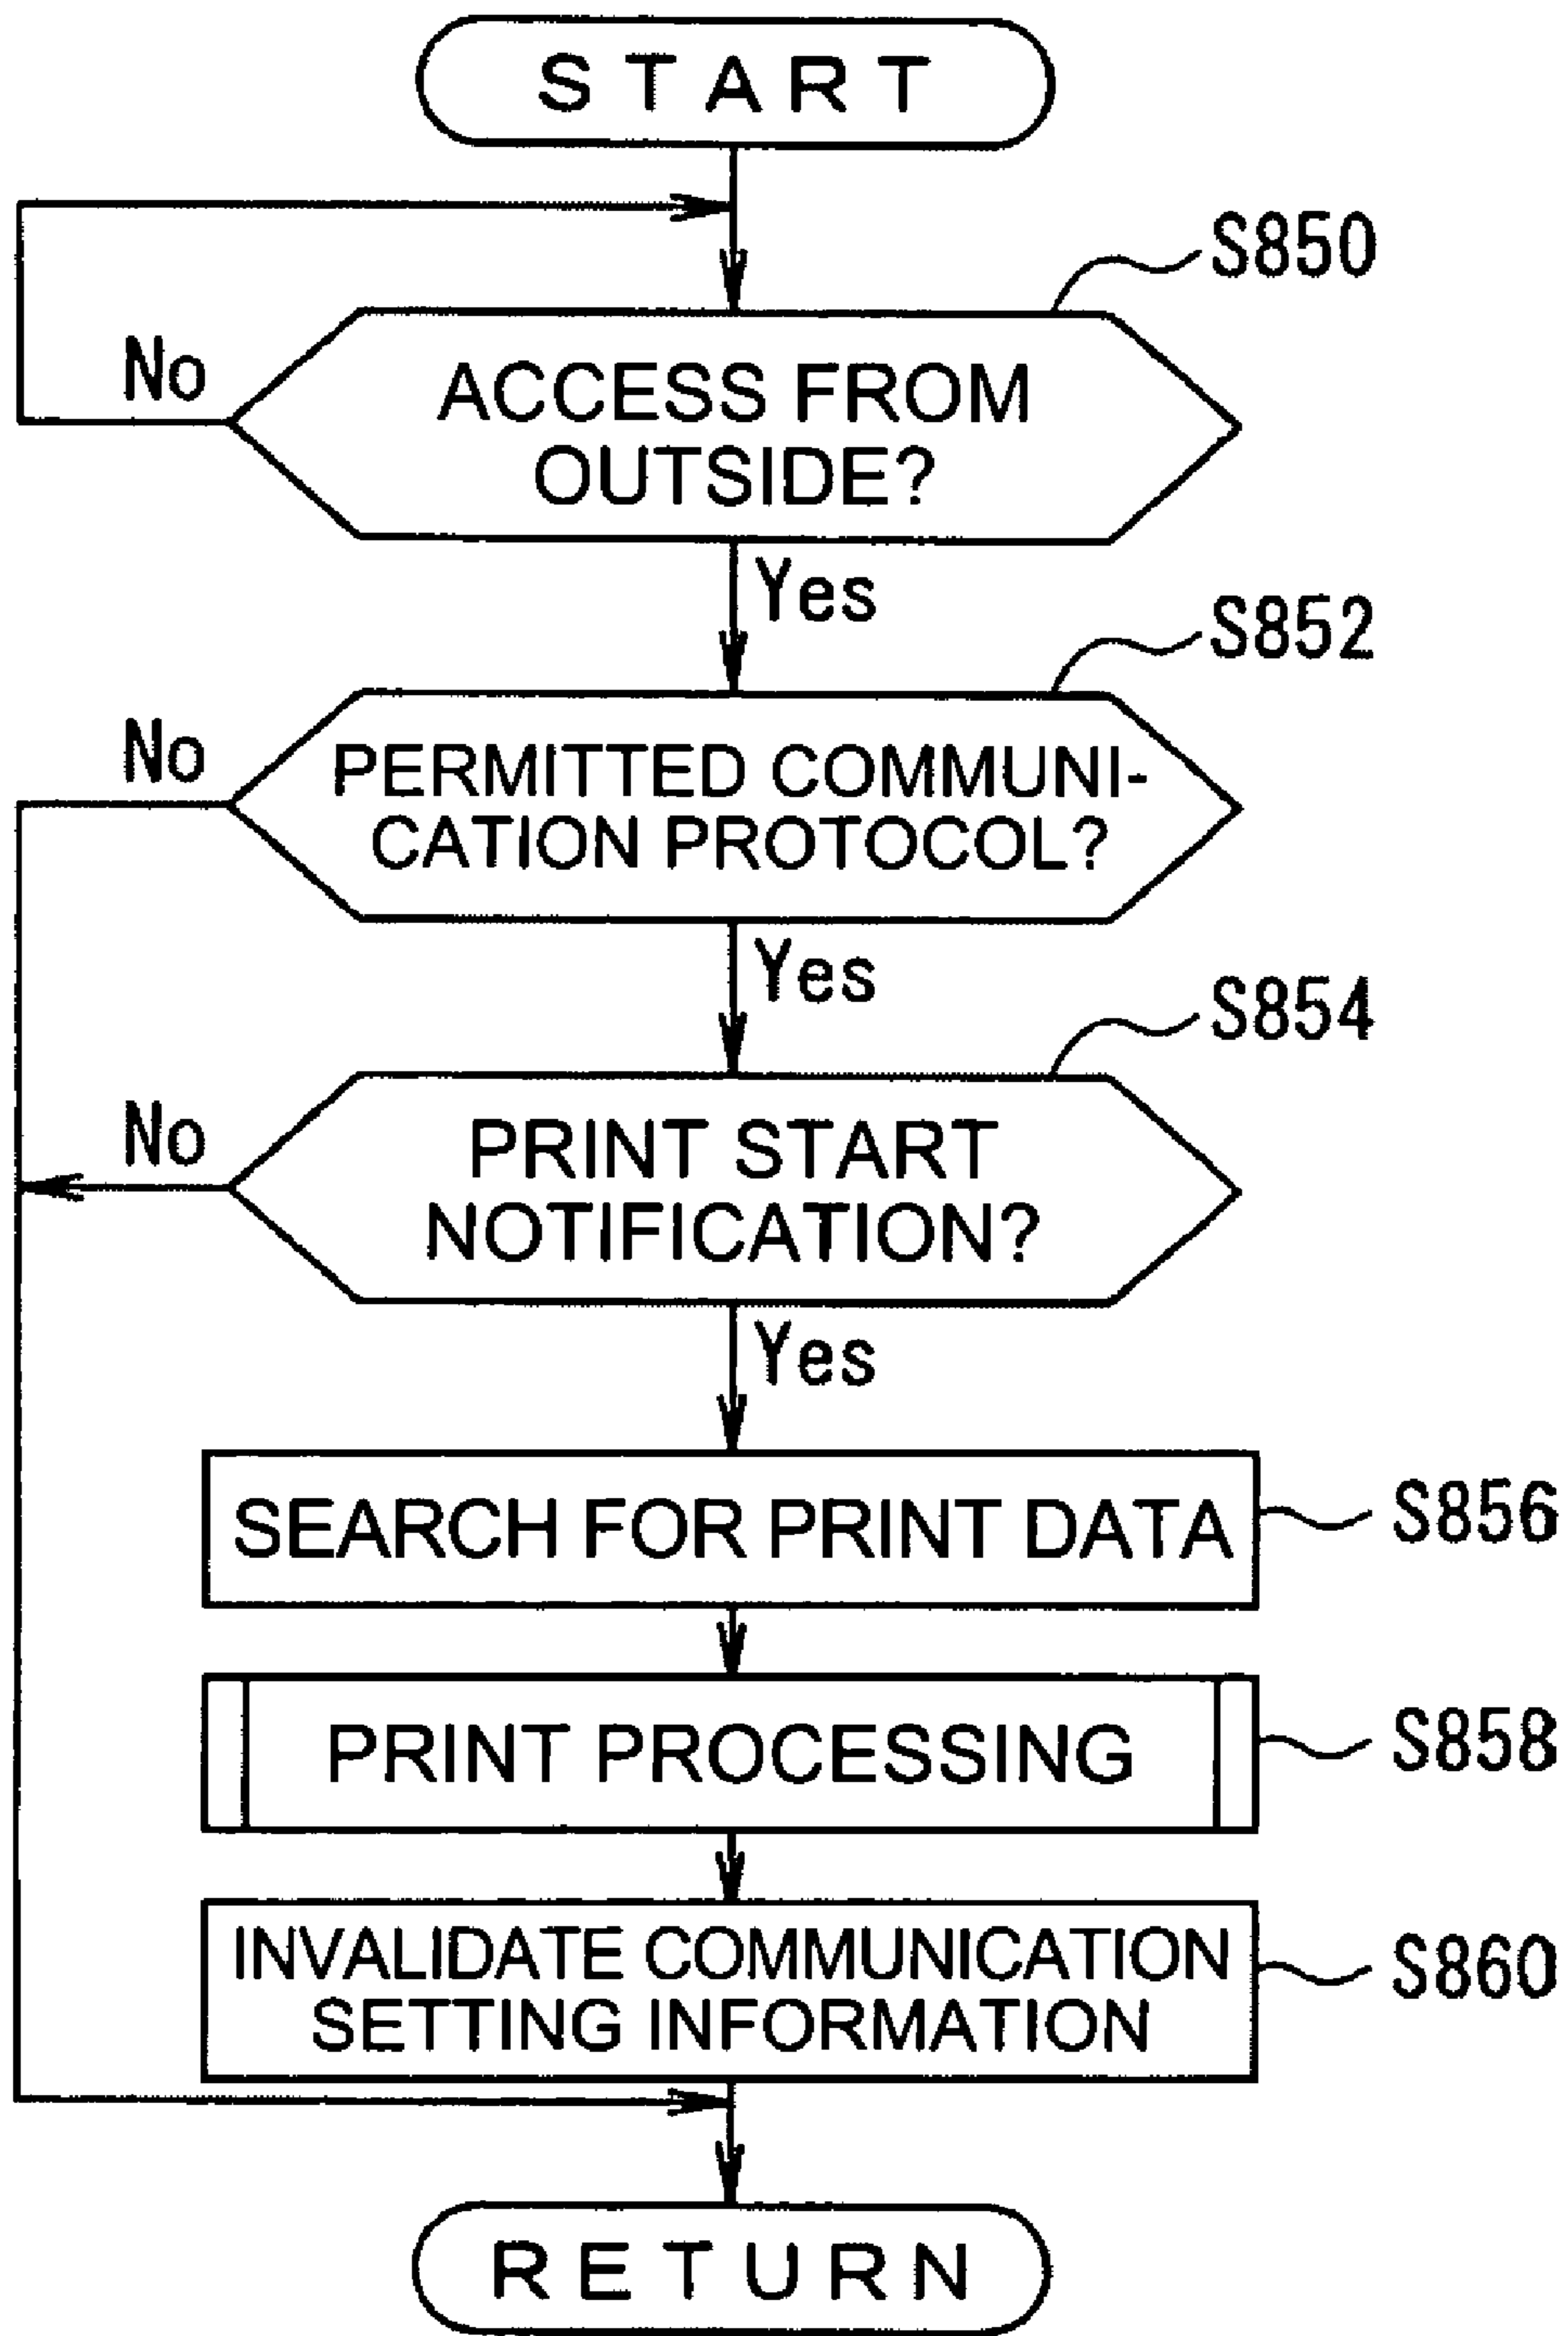 START
S850
No
ACCESS FROM
OUTSIDE?
Yes
S852
No
PERMITTED COMMUNI-
CATION PROTOCOL?
Yes
S854
No
PRINT START
NOTIFICATION?
Yes
SEARCH FOR PRINT DATA
S856
PRINT PROCESSING
S858
INVALIDATE COMMUNICATION
SETTING INFORMATION
S860
RETURN